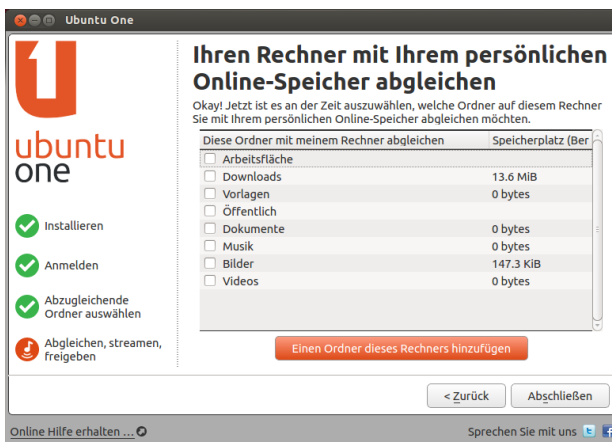 Ubuntu One
Ihren Rechner mit Ihrem persönlichen
Online-Speicher abgleichen
Okay! Jetzt ist es an der Zeit auszuwählen, welche Ordner auf diesem Rechner
Sie mit Ihrem persönlichen Online-Speicher abgleichen möchten.
ubuntu
one
Installieren
Anmelden
Abzugleichende
Ordner auswählen
Abgleichen, streamen,
freigeben
Diese Ordner mit meinem Rechner abgleichen Speicherplatz (Ber
Arbeitsfläche
Downloads 13.6 MiB
Vorlagen 0 bytes
Öffentlich
Dokumente 0 bytes
Musik 0 bytes
Bilder 147.3 KiB
Videos 0 bytes
Einen Ordner dieses Rechners hinzufügen
< Zurück Abschließen
Online Hilfe erhalten ... Sprechen Sie mit uns